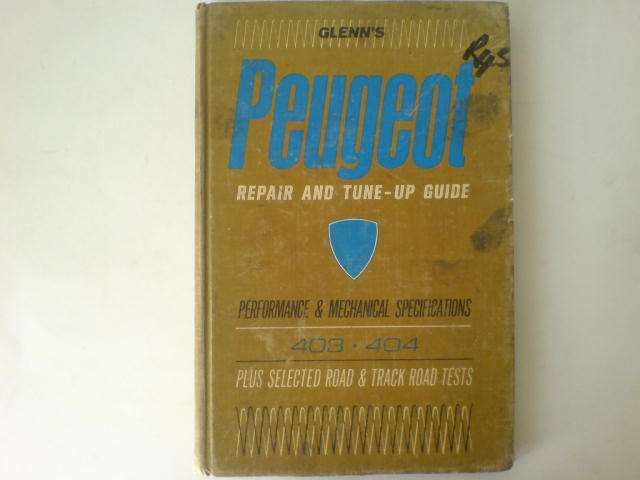 GLENN'S
Peugeot
REPAIR AND TUNE-UP GUIDE
PERFORMANCE & MECHANICAL SPECIFICATIONS
403 · 404
PLUS SELECTED ROAD & TRACK ROAD TESTS